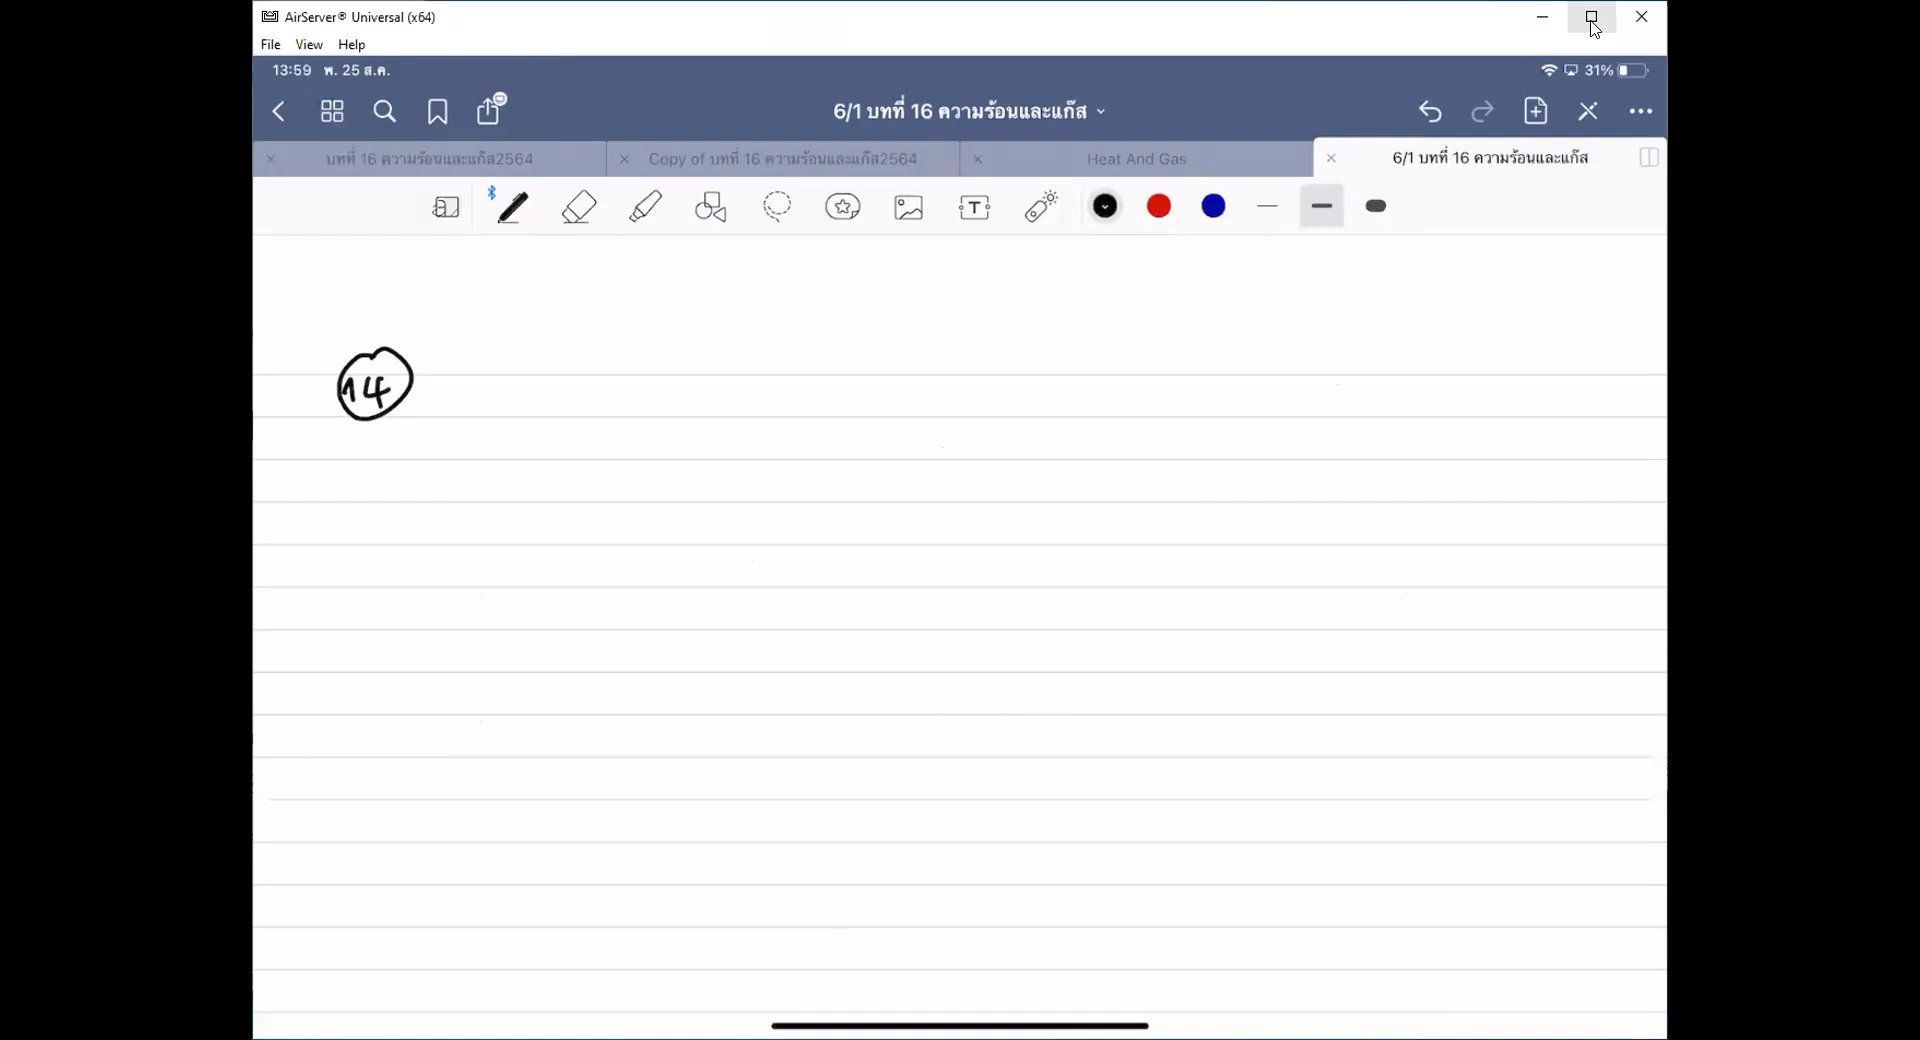 AirServer® Universal (x64)
File View Help
13:59 พ. 25 ส.ค. 31%
6/1 บทที่ 16 ความร้อนและแก๊ส
บทที่ 16 ความร้อนและแก๊ส2564 Copy of บทที่ 16 ความร้อนและแก๊ส2564 Heat And Gas 6/1 บทที่ 16 ความร้อนและแก๊ส
T
14